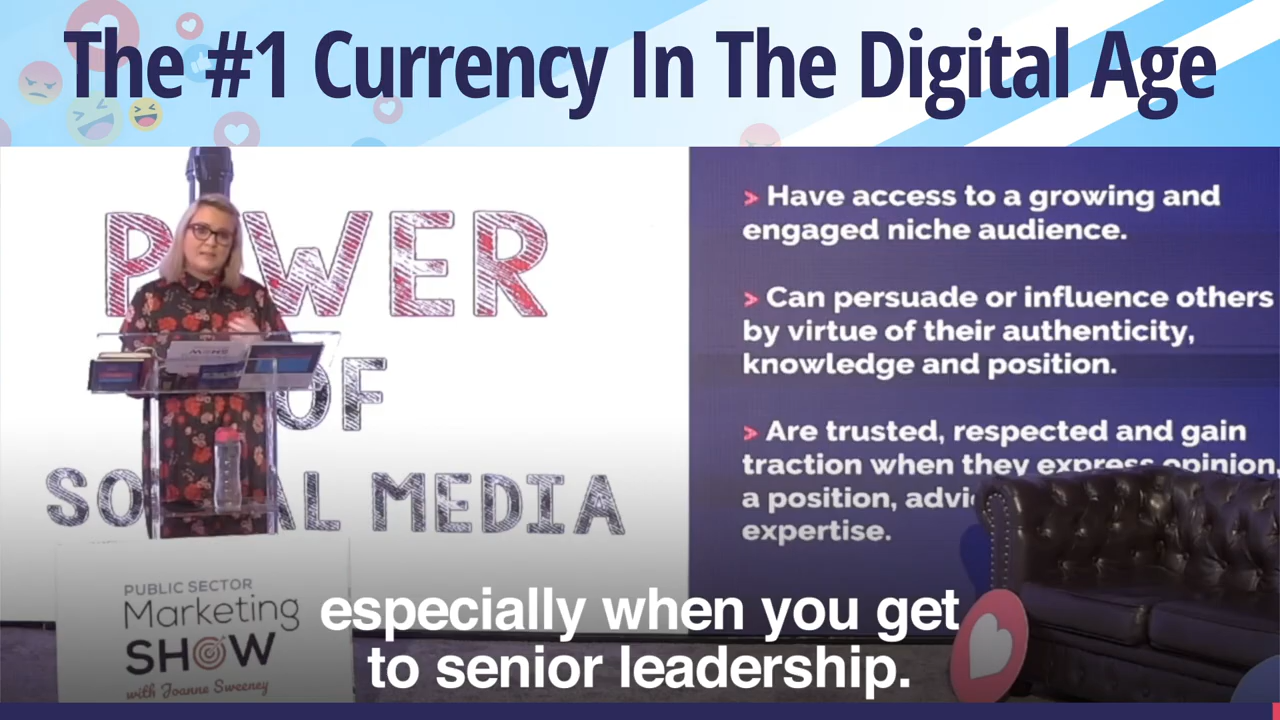 The #1 Currency In The Digital Age
POWER
OF
SOCIAL MEDIA
> Have access to a growing and
engaged niche audience.
> Can persuade or influence others
by virtue of their authenticity,
knowledge and position.
> Are trusted, respected and gain
traction when they express opinion,
a position,
expertise.
PUBLIC SECTOR
Marketing
SHOW
with Joanne Sweeney
especially when you get
to senior leadership.